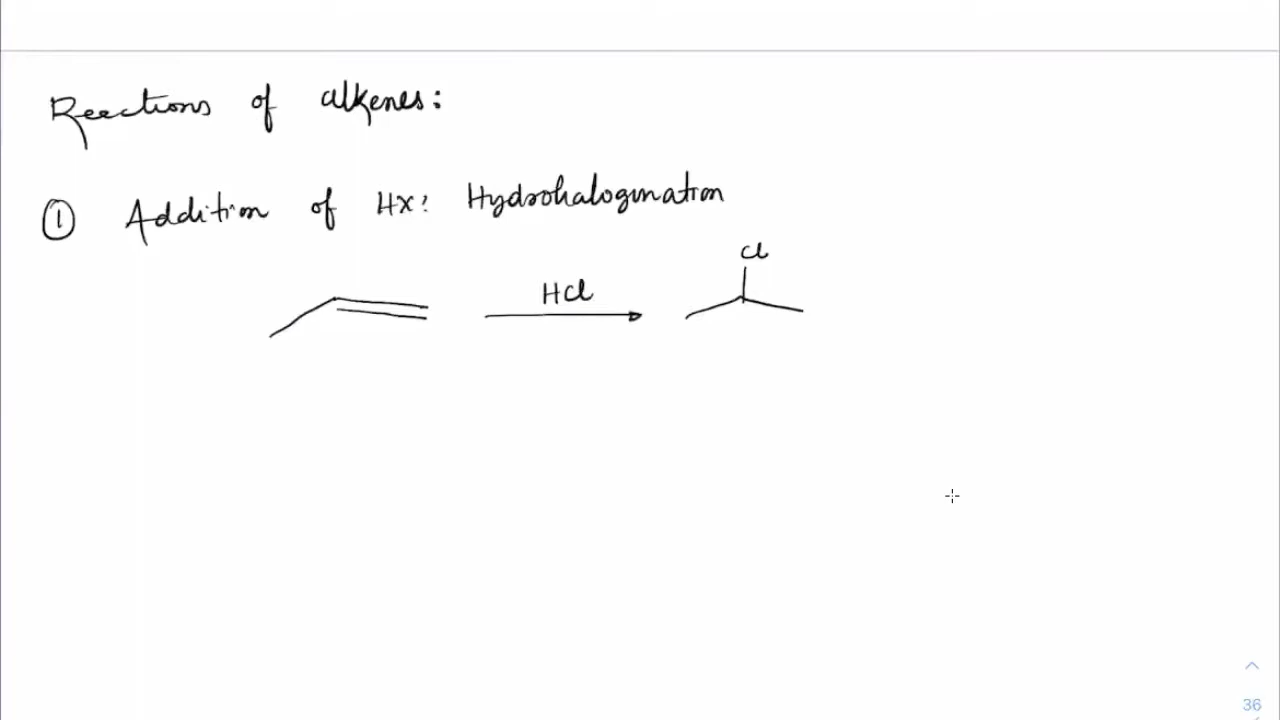 Reactions of alkenes:
① Addition of HX: Hydrohalogenation
Cl
HCl
36